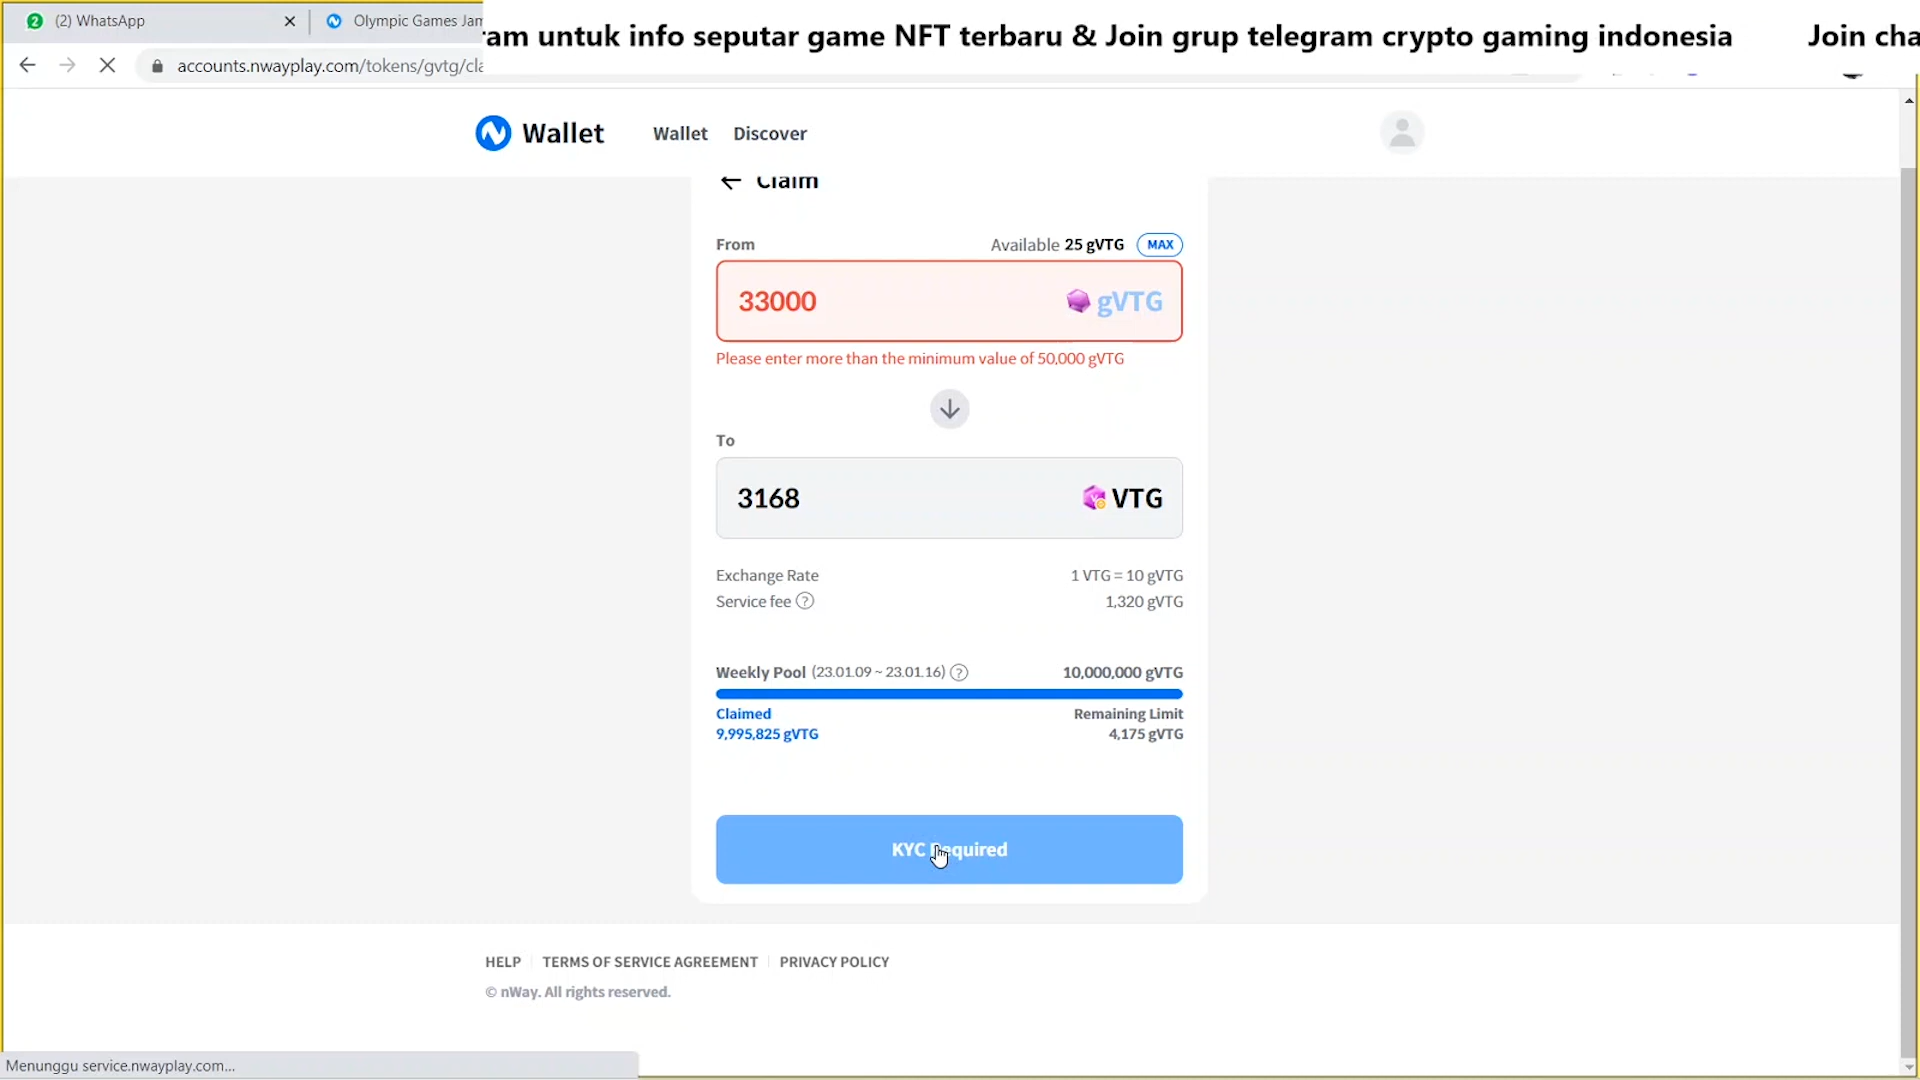 (2) WhatsApp
Olympic Games Jam
ram untuk info seputar game NFT terbaru & Join grup telegram crypto gaming indonesia Join cha
accounts.nwayplay.com/tokens/gvtg/cla
Wallet
Wallet Discover
Claim
From Available 25 gVTG MAX
33000 gVTG
Please enter more than the minimum value of 50,000 gVTG
To
3168 VTG
Exchange Rate 1 VTG = 10 gVTG
Service fee ? 1,320 gVTG
Weekly Pool (23.01.09 ~ 23.01.16) ? 10,000,000 gVTG
Claimed Remaining Limit
9,995,825 gVTG 4,175 gVTG
KYC Required
HELP TERMS OF SERVICE AGREEMENT PRIVACY POLICY
© nWay. All rights reserved.
Menunggu service.nwayplay.com...